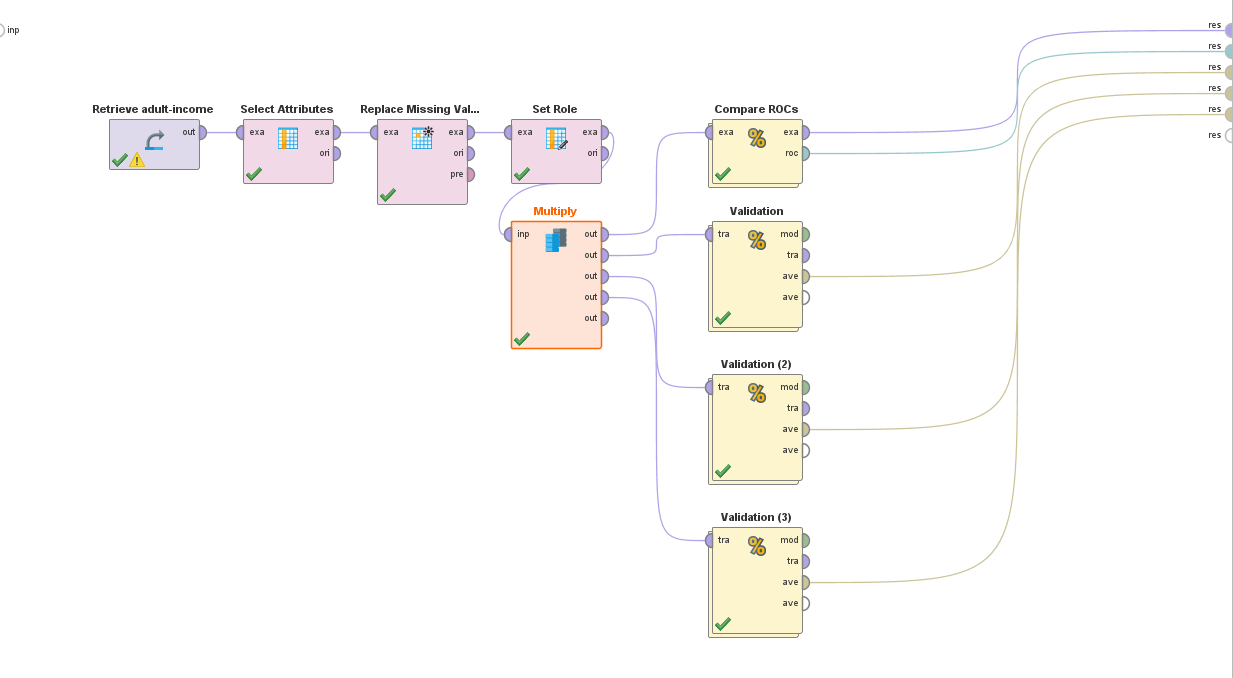 inp
res
res
res
res
res
res
Retrieve adult-income
out
Select Attributes
exa exa
ori
Replace Missing Val...
exa exa
ori
pre
Set Role
exa exa
ori
Compare ROCs
exa exa
roc
Multiply
inp out
out
out
out
out
Validation
tra mod
tra
ave
ave
Validation (2)
tra mod
tra
ave
ave
Validation (3)
tra mod
tra
ave
ave